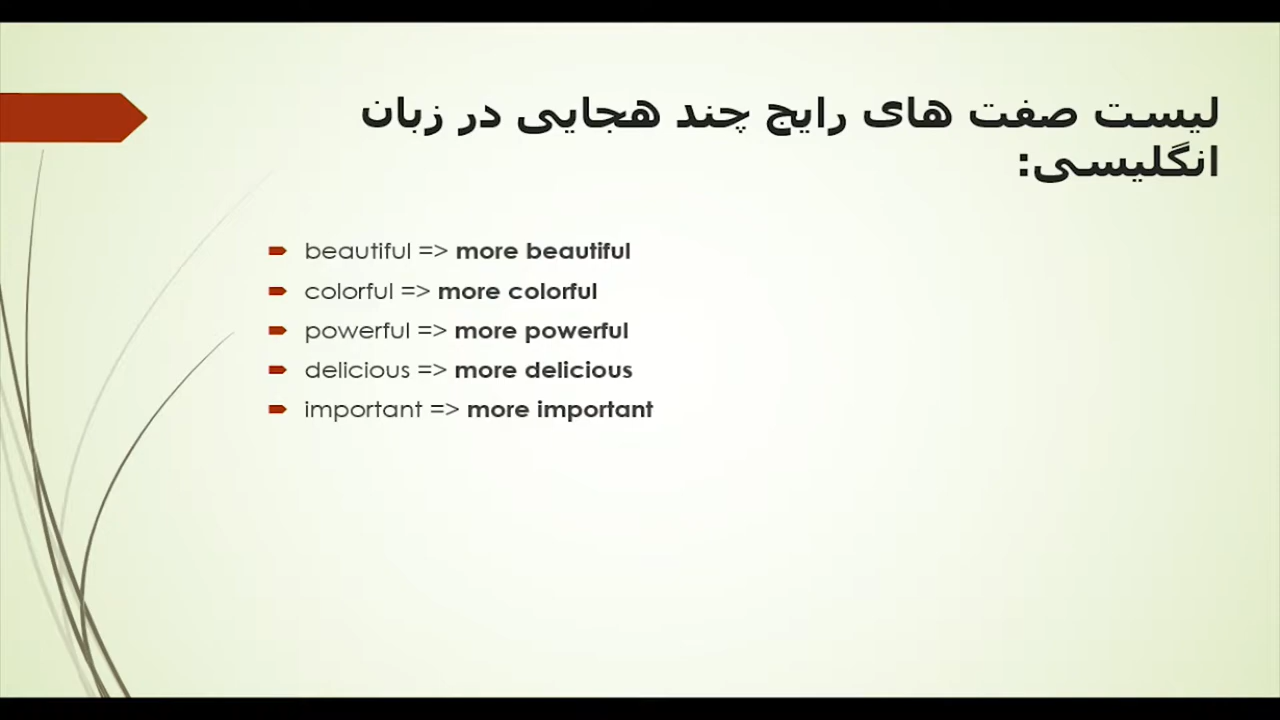 لیست صفت های رایج چند هجایی در زبان
انگلیسی:
beautiful => more beautiful
colorful => more colorful
powerful => more powerful
delicious => more delicious
important => more important